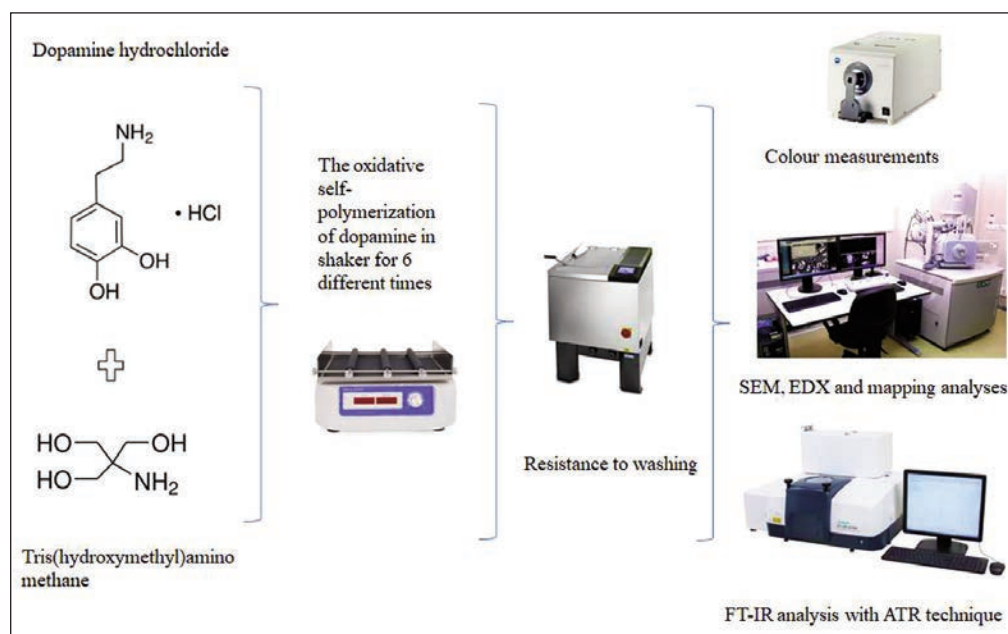 Dopamine hydrochloride
NH₂
• HCl
OH
OH
HO
OH
HO
NH₂
Tris(hydroxymethyl)amino
methane
The oxidative
self-
polymerization
of dopamine in
shaker for 6
different times
Resistance to washing
Colour measurements
SEM, EDX and mapping analyses
FT-IR analysis with ATR technique